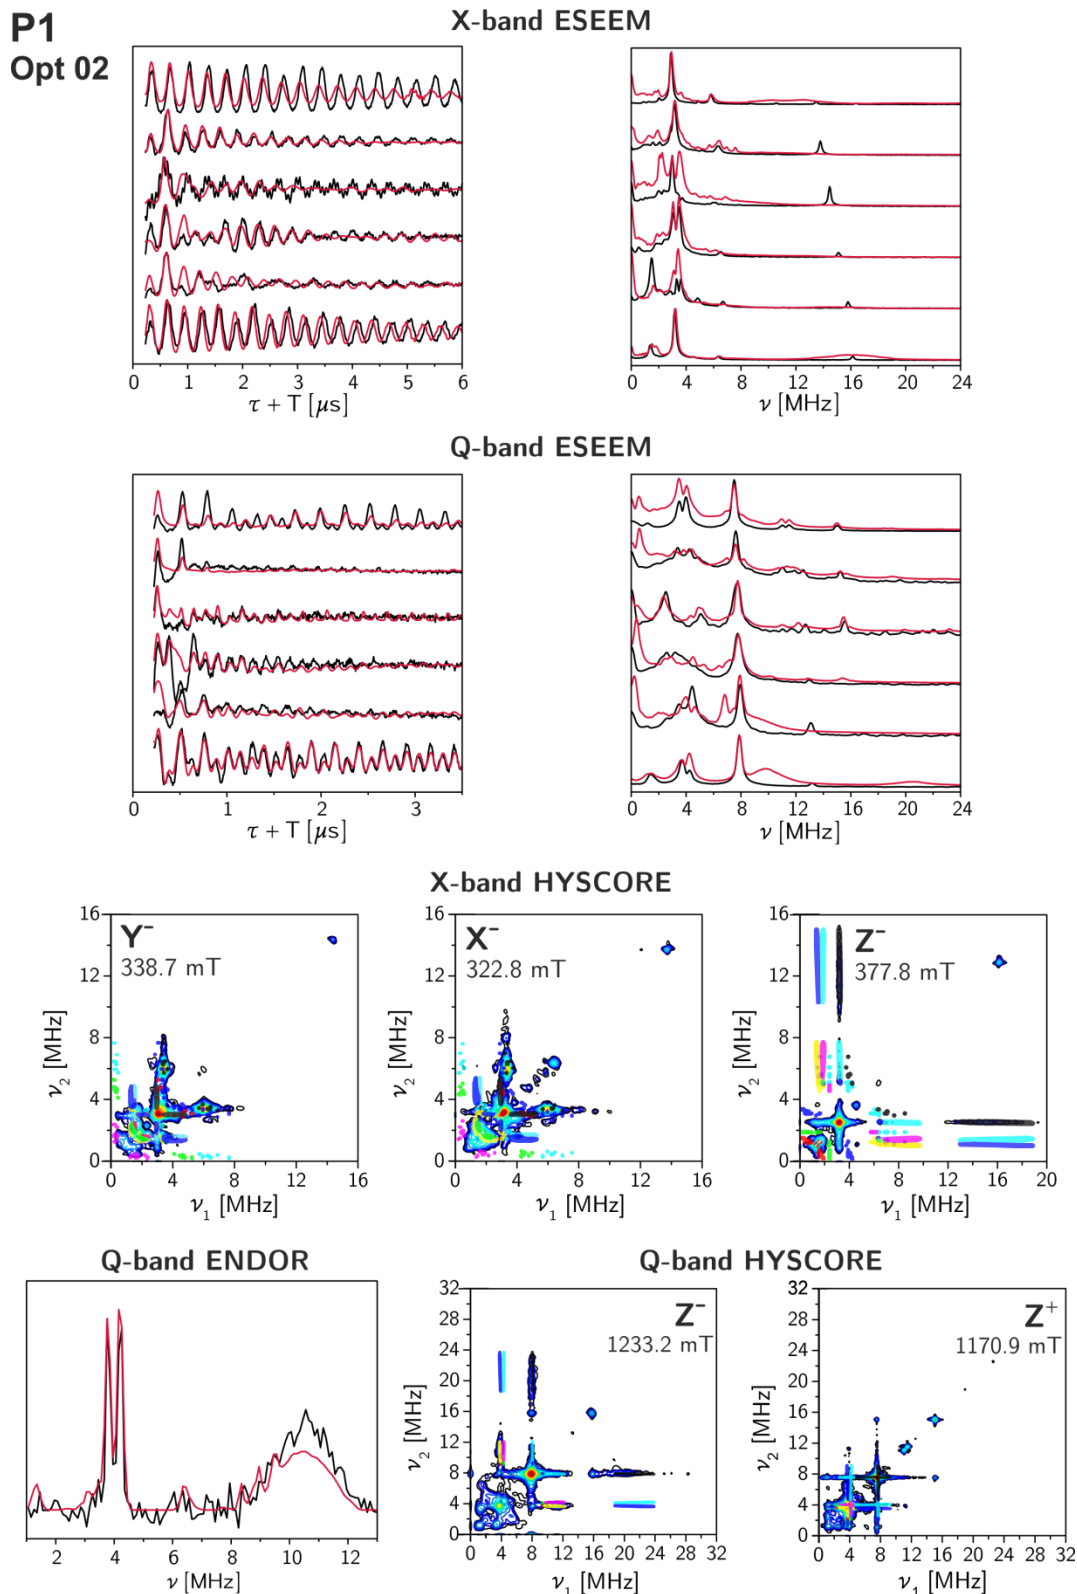 P1
Opt 02
X-band ESEEM
0 1 2 3 4 5 6
τ + T [μs]
0 4 8 12 16 20 24
ν [MHz]
Q-band ESEEM
0 1 2 3
τ + T [μs]
0 4 8 12 16 20 24
ν [MHz]
X-band HYSCORE
16
12
8
4
0
ν₂ [MHz]
Y⁻
338.7 mT
0 4 8 12 16
ν₁ [MHz]
16
12
8
4
0
ν₂ [MHz]
X⁻
322.8 mT
0 4 8 12 16
ν₁ [MHz]
16
12
8
4
0
ν₂ [MHz]
Z⁻
377.8 mT
0 4 8 12 16 20
ν₁ [MHz]
Q-band ENDOR
2 4 6 8 10 12
ν [MHz]
Q-band HYSCORE
32
28
24
20
16
12
8
4
0
ν₂ [MHz]
Z⁻
1233.2 mT
0 4 8 12 16 20 24 28 32
ν₁ [MHz]
32
28
24
20
16
12
8
4
0
ν₂ [MHz]
Z⁺
1170.9 mT
0 4 8 12 16 20 24 28 32
ν₁ [MHz]